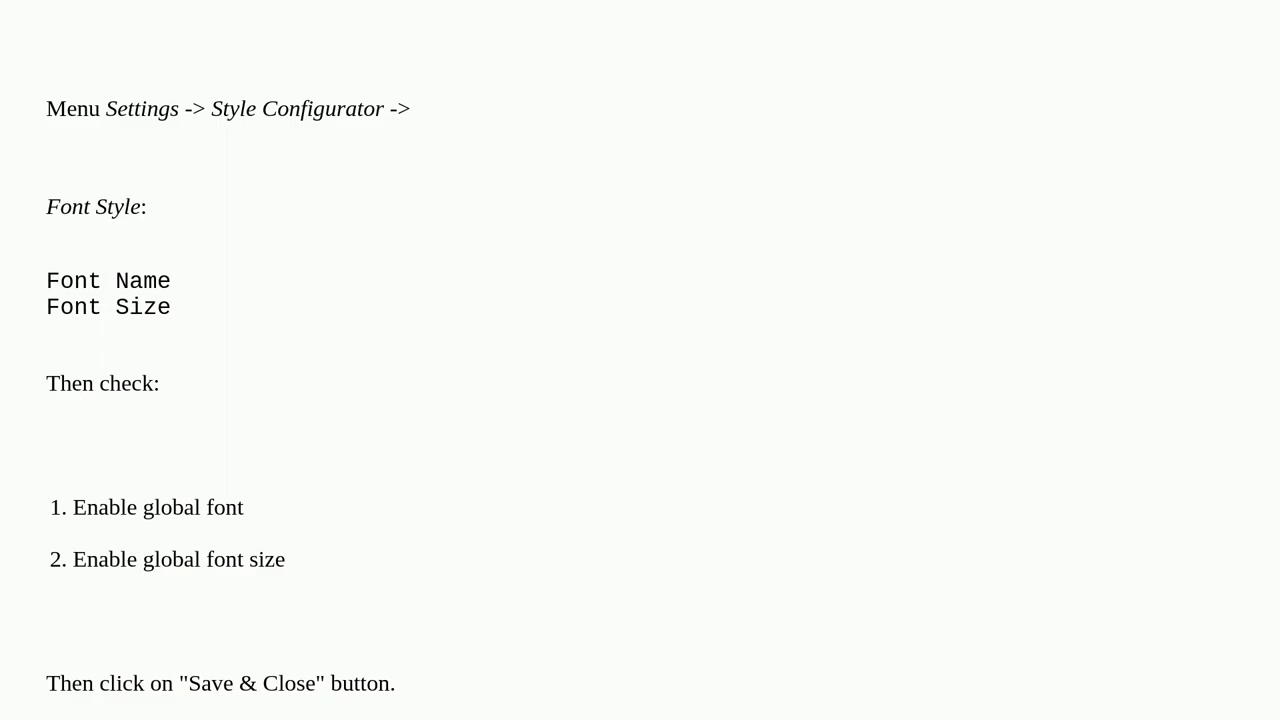 Menu Settings -> Style Configurator ->
Font Style:
Font Name
Font Size
Then check:
1. Enable global font
2. Enable global font size
Then click on "Save & Close" button.